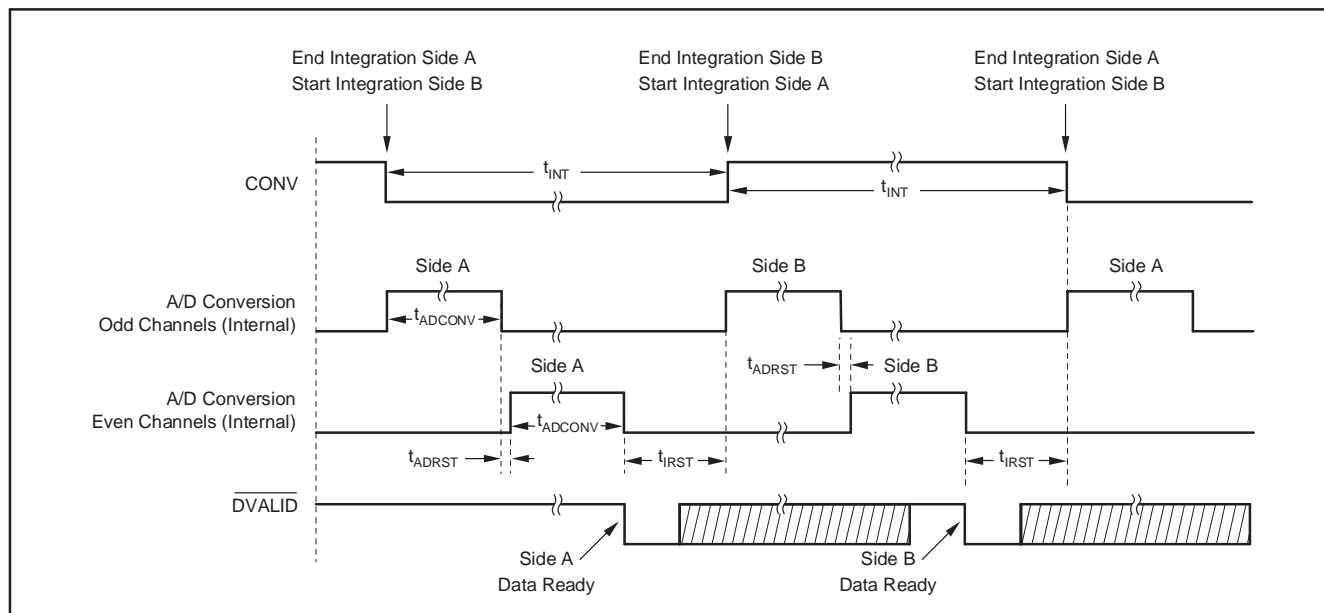 End Integration Side A
Start Integration Side B
End Integration Side B
Start Integration Side A
End Integration Side A
Start Integration Side B
CONV
tINT
tINT
Side A
Side B
Side A
A/D Conversion
Odd Channels (Internal)
tADCONV
Side A
tADRST
Side B
A/D Conversion
Even Channels (Internal)
tADCONV
tADRST
tIRST
tIRST
DVALID
Side A
Data Ready
Side B
Data Ready